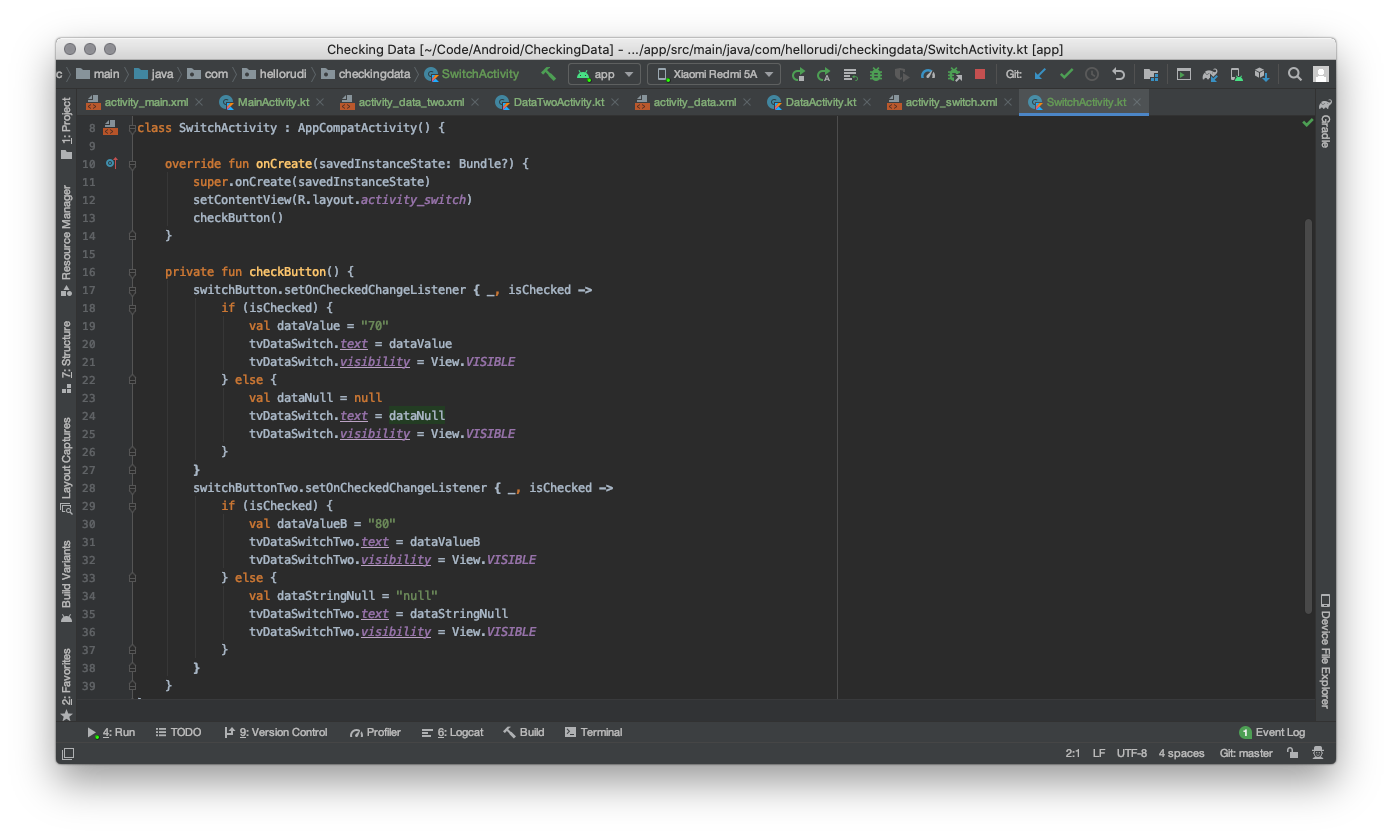 Checking Data [~/Code/Android/CheckingData] - .../app/src/main/java/com/hellorudi/checkingdata/SwitchActivity.kt [app]
c main java com hellorudi checkingdata SwitchActivity app Xiaomi Redmi 5A Git:
activity_main.xml MainActivity.kt activity_data_two.xml DataTwoActivity.kt activity_data.xml DataActivity.kt activity_switch.xml SwitchActivity.kt
1: Project
Resource Manager
7: Structure
Layout Captures
Build Variants
2: Favorites
8 class SwitchActivity : AppCompatActivity() {
9
10 override fun onCreate(savedInstanceState: Bundle?) {
11 super.onCreate(savedInstanceState)
12 setContentView(R.layout.activity_switch)
13 checkButton()
14 }
15
16 private fun checkButton() {
17 switchButton.setOnCheckedChangeListener { _, isChecked ->
18 if (isChecked) {
19 val dataValue = "70"
20 tvDataSwitch.text = dataValue
21 tvDataSwitch.visibility = View.VISIBLE
22 } else {
23 val dataNull = null
24 tvDataSwitch.text = dataNull
25 tvDataSwitch.visibility = View.VISIBLE
26 }
27 }
28 switchButtonTwo.setOnCheckedChangeListener { _, isChecked ->
29 if (isChecked) {
30 val dataValueB = "80"
31 tvDataSwitchTwo.text = dataValueB
32 tvDataSwitchTwo.visibility = View.VISIBLE
33 } else {
34 val dataStringNull = "null"
35 tvDataSwitchTwo.text = dataStringNull
36 tvDataSwitchTwo.visibility = View.VISIBLE
37 }
38 }
39 }
Gradle
Device File Explorer
4: Run TODO 9: Version Control Profiler 6: Logcat Build Terminal 1 Event Log
2:1 LF UTF-8 4 spaces Git: master